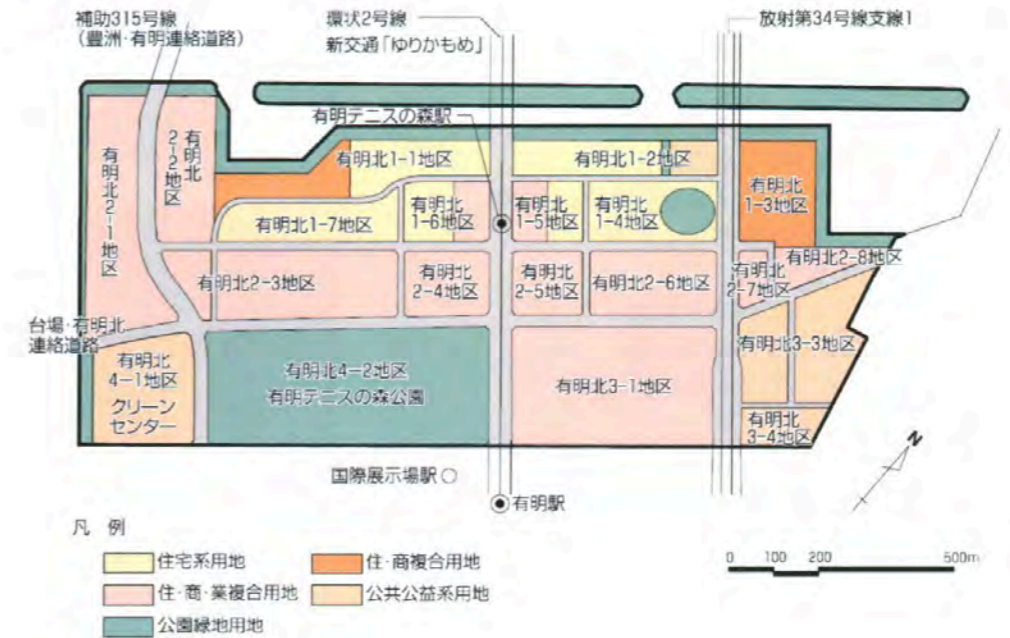 補助315号線
(豊洲・有明連絡道路)
環状2号線
新交通「ゆりかもめ」
放射第34号線支線1
有明テニスの森駅
有明北
2-1地区
有明北
2-2地区
有明北1-1地区
有明北1-2地区
有明北
1-3地区
有明北1-7地区
有明北
1-6地区
有明北
1-5地区
有明北
1-4地区
有明北2-3地区
有明北
2-4地区
有明北
2-5地区
有明北2-6地区
有明北
2-7地区
有明北2-8地区
台場・有明北
連絡道路
有明北
4-1地区
クリーン
センター
有明北4-2地区
有明テニスの森公園
有明北3-1地区
有明北3-3地区
有明北
3-4地区
N
国際展示場駅
有明駅
凡 例
住宅系用地
住・商複合用地
住・商・業複合用地
公共公益系用地
公園緑地用地
0 100 200 500m